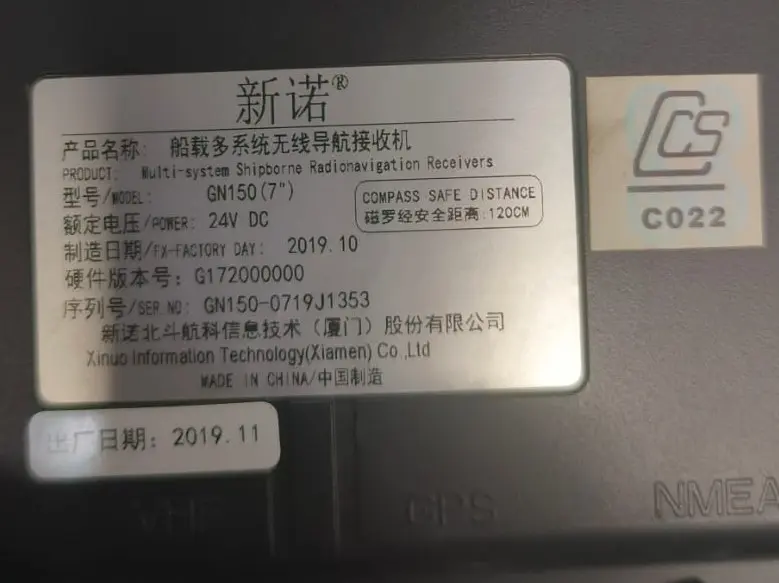 新诺®
产品名称: 船载多系统无线导航接收机
PRODUCT: Multi-system Shipborne Radionavigation Receivers
型号/MODEL: GN150(7")
额定电压/POWER: 24V DC
COMPASS SAFE DISTANCE
磁罗经安全距离:120CM
制造日期/FX-FACTORY DAY: 2019.10
硬件版本号: G172000000
序列号/SER.NO: GN150-0719J1353
新诺北斗航科信息技术（厦门）股份有限公司
Xinuo Information Technology(Xiamen) Co.,Ltd
MADE IN CHINA/中国制造
CCS
C022
出厂日期: 2019.11
VHF
GPS
NMEA